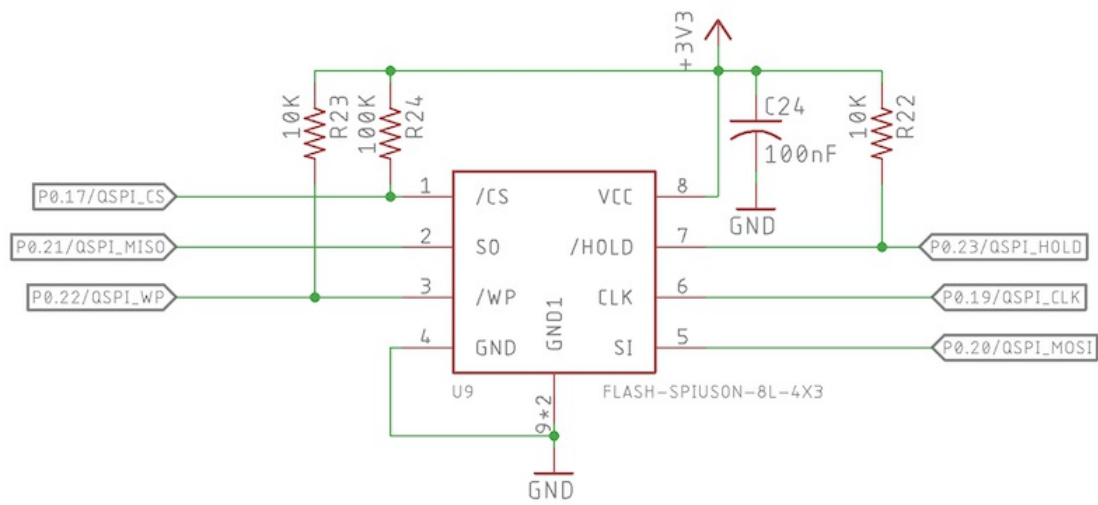 +3V3
10K
R23
100K
R24
C24
100nF
10K
R22
GND
P0.17/QSPI_CS
1
/CS
VCC
8
P0.21/QSPI_MISO
2
SO
/HOLD
7
P0.23/QSPI_HOLD
P0.22/QSPI_WP
3
/WP
CLK
6
P0.19/QSPI_CLK
4
GND
GND1
SI
5
P0.20/QSPI_MOSI
U9
9*2
FLASH-SPIUSON-8L-4X3
GND